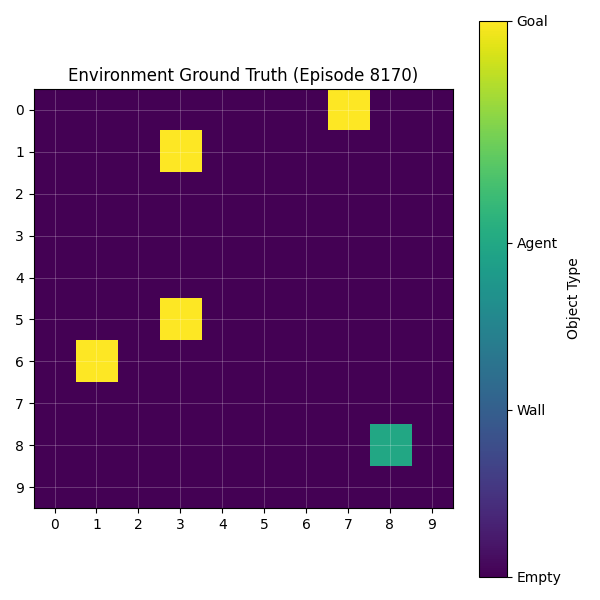 Environment Ground Truth (Episode 8170)
0
1
2
3
4
5
6
7
8
9
0 1 2 3 4 5 6 7 8 9
Goal
Agent
Wall
Empty
Object Type